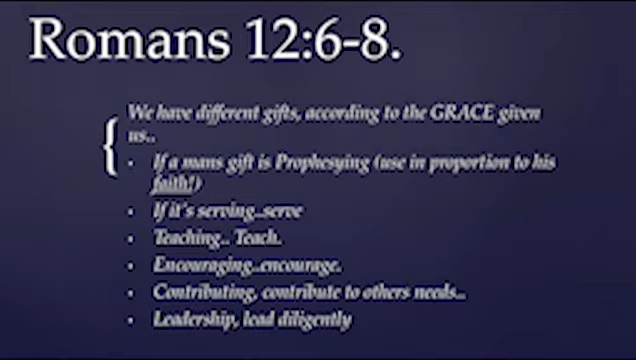 Romans 12:6-8.
We have different gifts, according to the GRACE given
us..
• If a mans gift is Prophesying (use in proportion to his
faith!)
• If it's serving..serve
• Teaching.. Teach.
• Encouraging..encourage.
• Contributing, contribute to others needs..
• Leadership, lead diligently